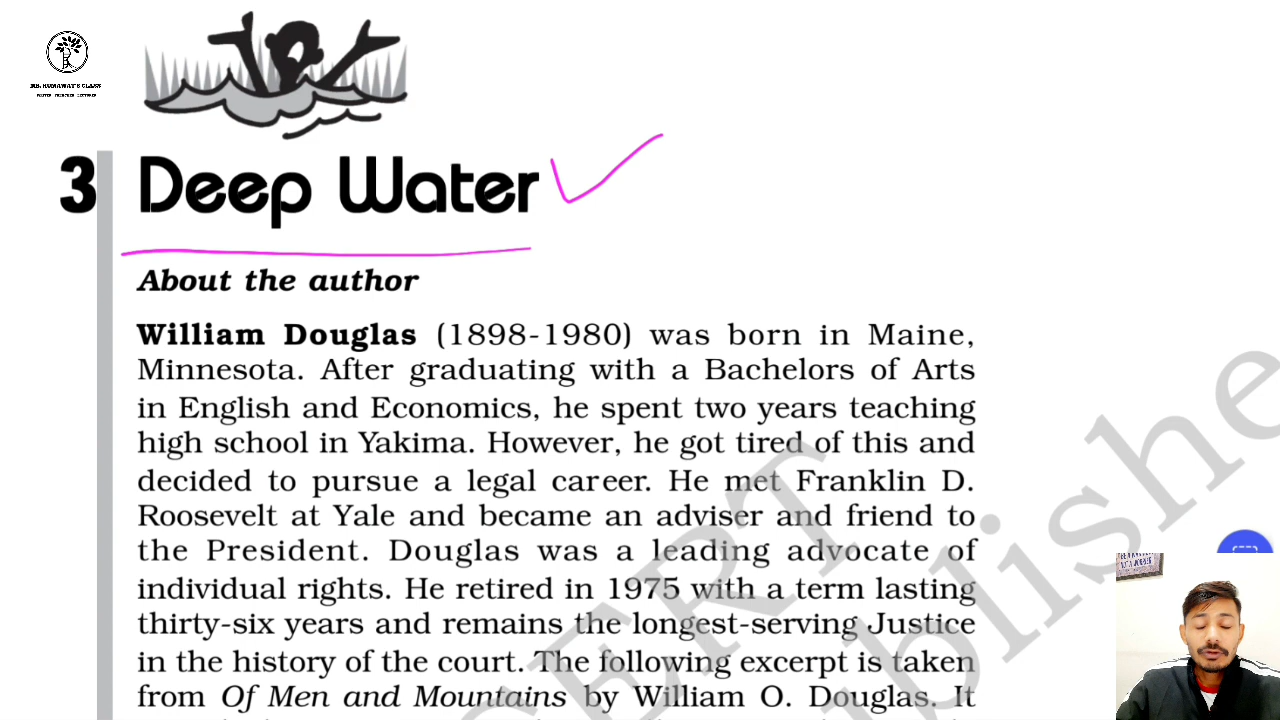 MR. KUMAWAT'S CLASS
3 Deep Water
About the author
William Douglas (1898-1980) was born in Maine,
Minnesota. After graduating with a Bachelors of Arts
in English and Economics, he spent two years teaching
high school in Yakima. However, he got tired of this and
decided to pursue a legal career. He met Franklin D.
Roosevelt at Yale and became an adviser and friend to
the President. Douglas was a leading advocate of
individual rights. He retired in 1975 with a term lasting
thirty-six years and remains the longest-serving Justice
in the history of the court. The following excerpt is taken
from Of Men and Mountains by William O. Douglas. It